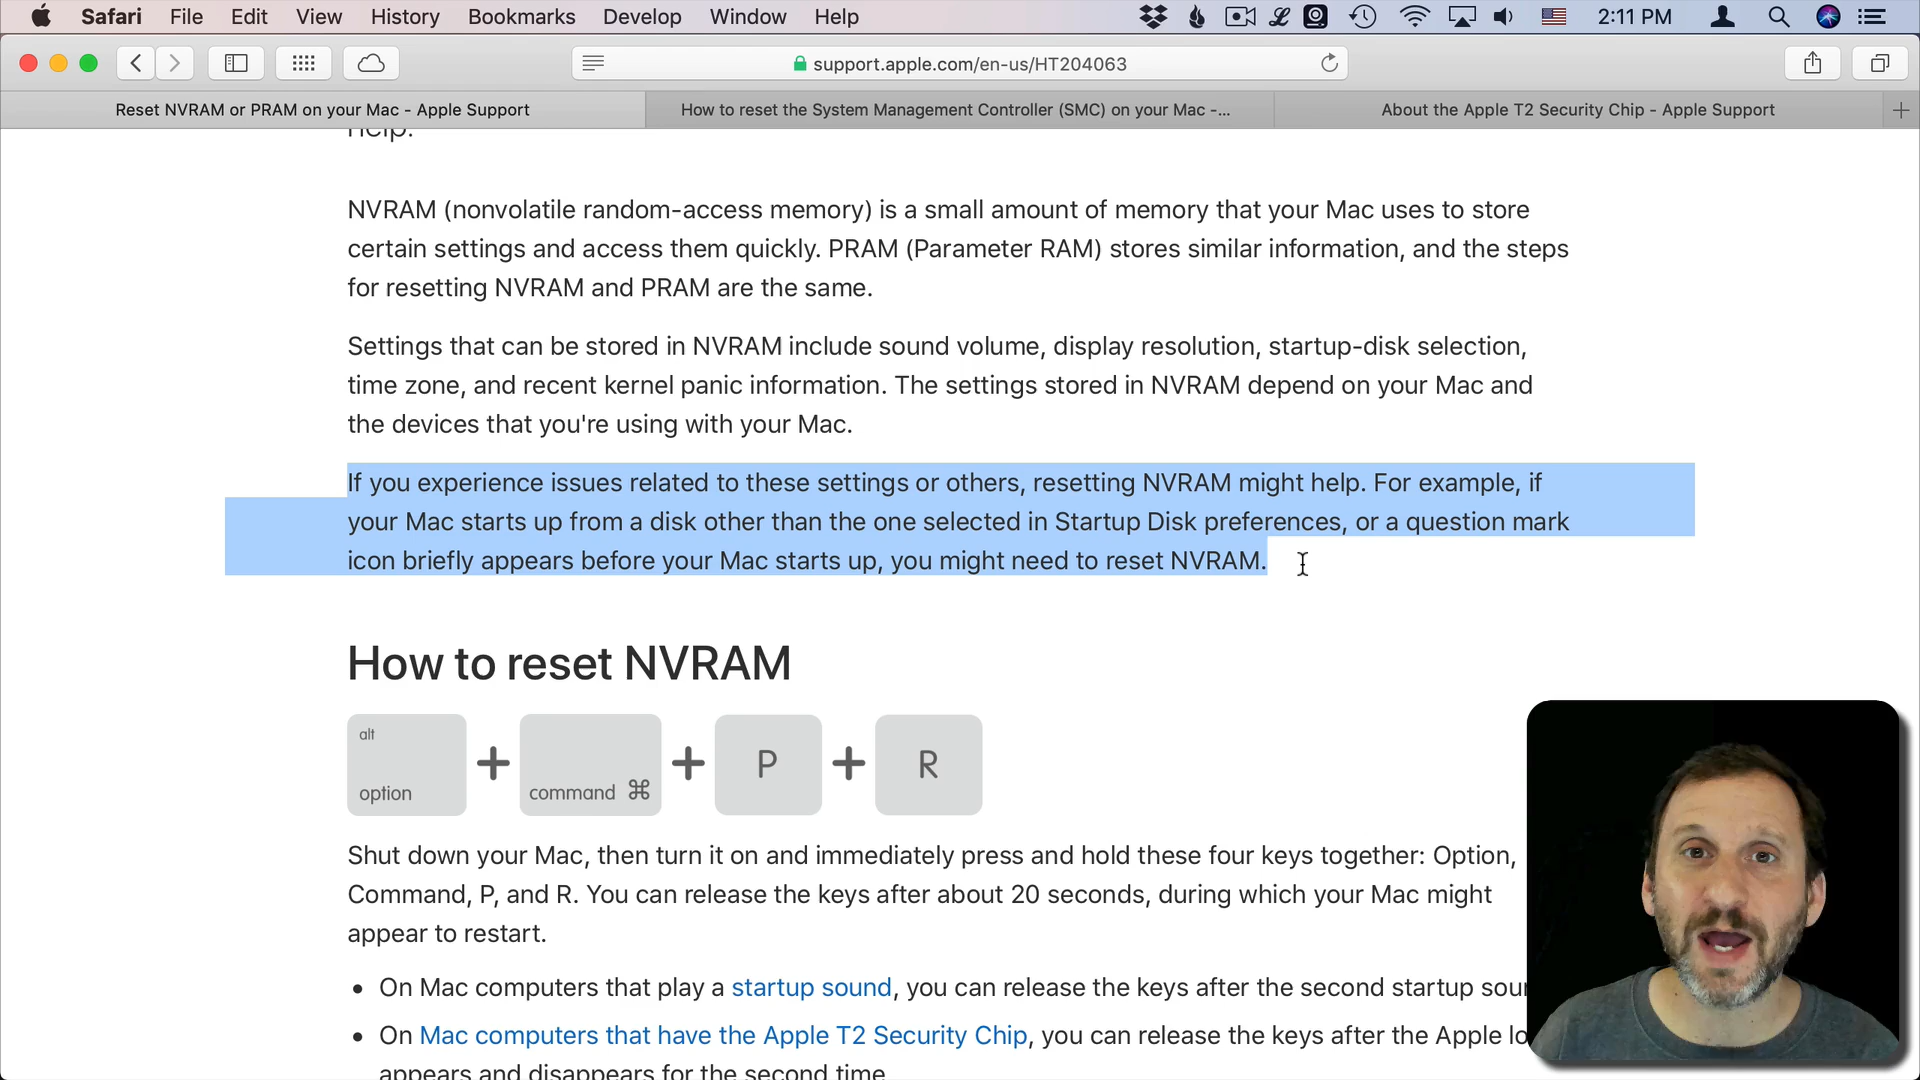 Safari File Edit View History Bookmarks Develop Window Help 2:11 PM
support.apple.com/en-us/HT204063
Reset NVRAM or PRAM on your Mac - Apple Support
How to reset the System Management Controller (SMC) on your Mac -...
About the Apple T2 Security Chip - Apple Support
help.
NVRAM (nonvolatile random-access memory) is a small amount of memory that your Mac uses to store
certain settings and access them quickly. PRAM (Parameter RAM) stores similar information, and the steps
for resetting NVRAM and PRAM are the same.
Settings that can be stored in NVRAM include sound volume, display resolution, startup-disk selection,
time zone, and recent kernel panic information. The settings stored in NVRAM depend on your Mac and
the devices that you're using with your Mac.
If you experience issues related to these settings or others, resetting NVRAM might help. For example, if
your Mac starts up from a disk other than the one selected in Startup Disk preferences, or a question mark
icon briefly appears before your Mac starts up, you might need to reset NVRAM.
How to reset NVRAM
alt
option + command ⌘ + P + R
Shut down your Mac, then turn it on and immediately press and hold these four keys together: Option,
Command, P, and R. You can release the keys after about 20 seconds, during which your Mac might
appear to restart.
• On Mac computers that play a startup sound, you can release the keys after the second startup
• On Mac computers that have the Apple T2 Security Chip, you can release the keys after the Apple
appears and disappears for the second time